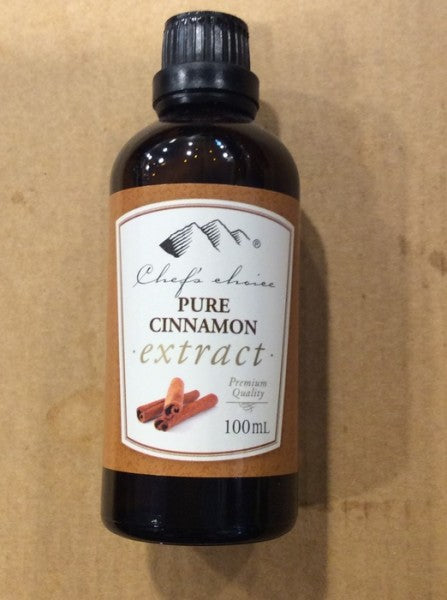 ®
Chef's choice
PURE
CINNAMON
·extract·
Premium
Quality
100mL